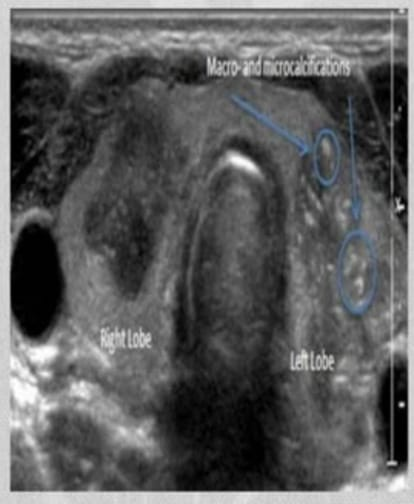 Macro- and microcalcifications
Right Lobe
Left Lobe